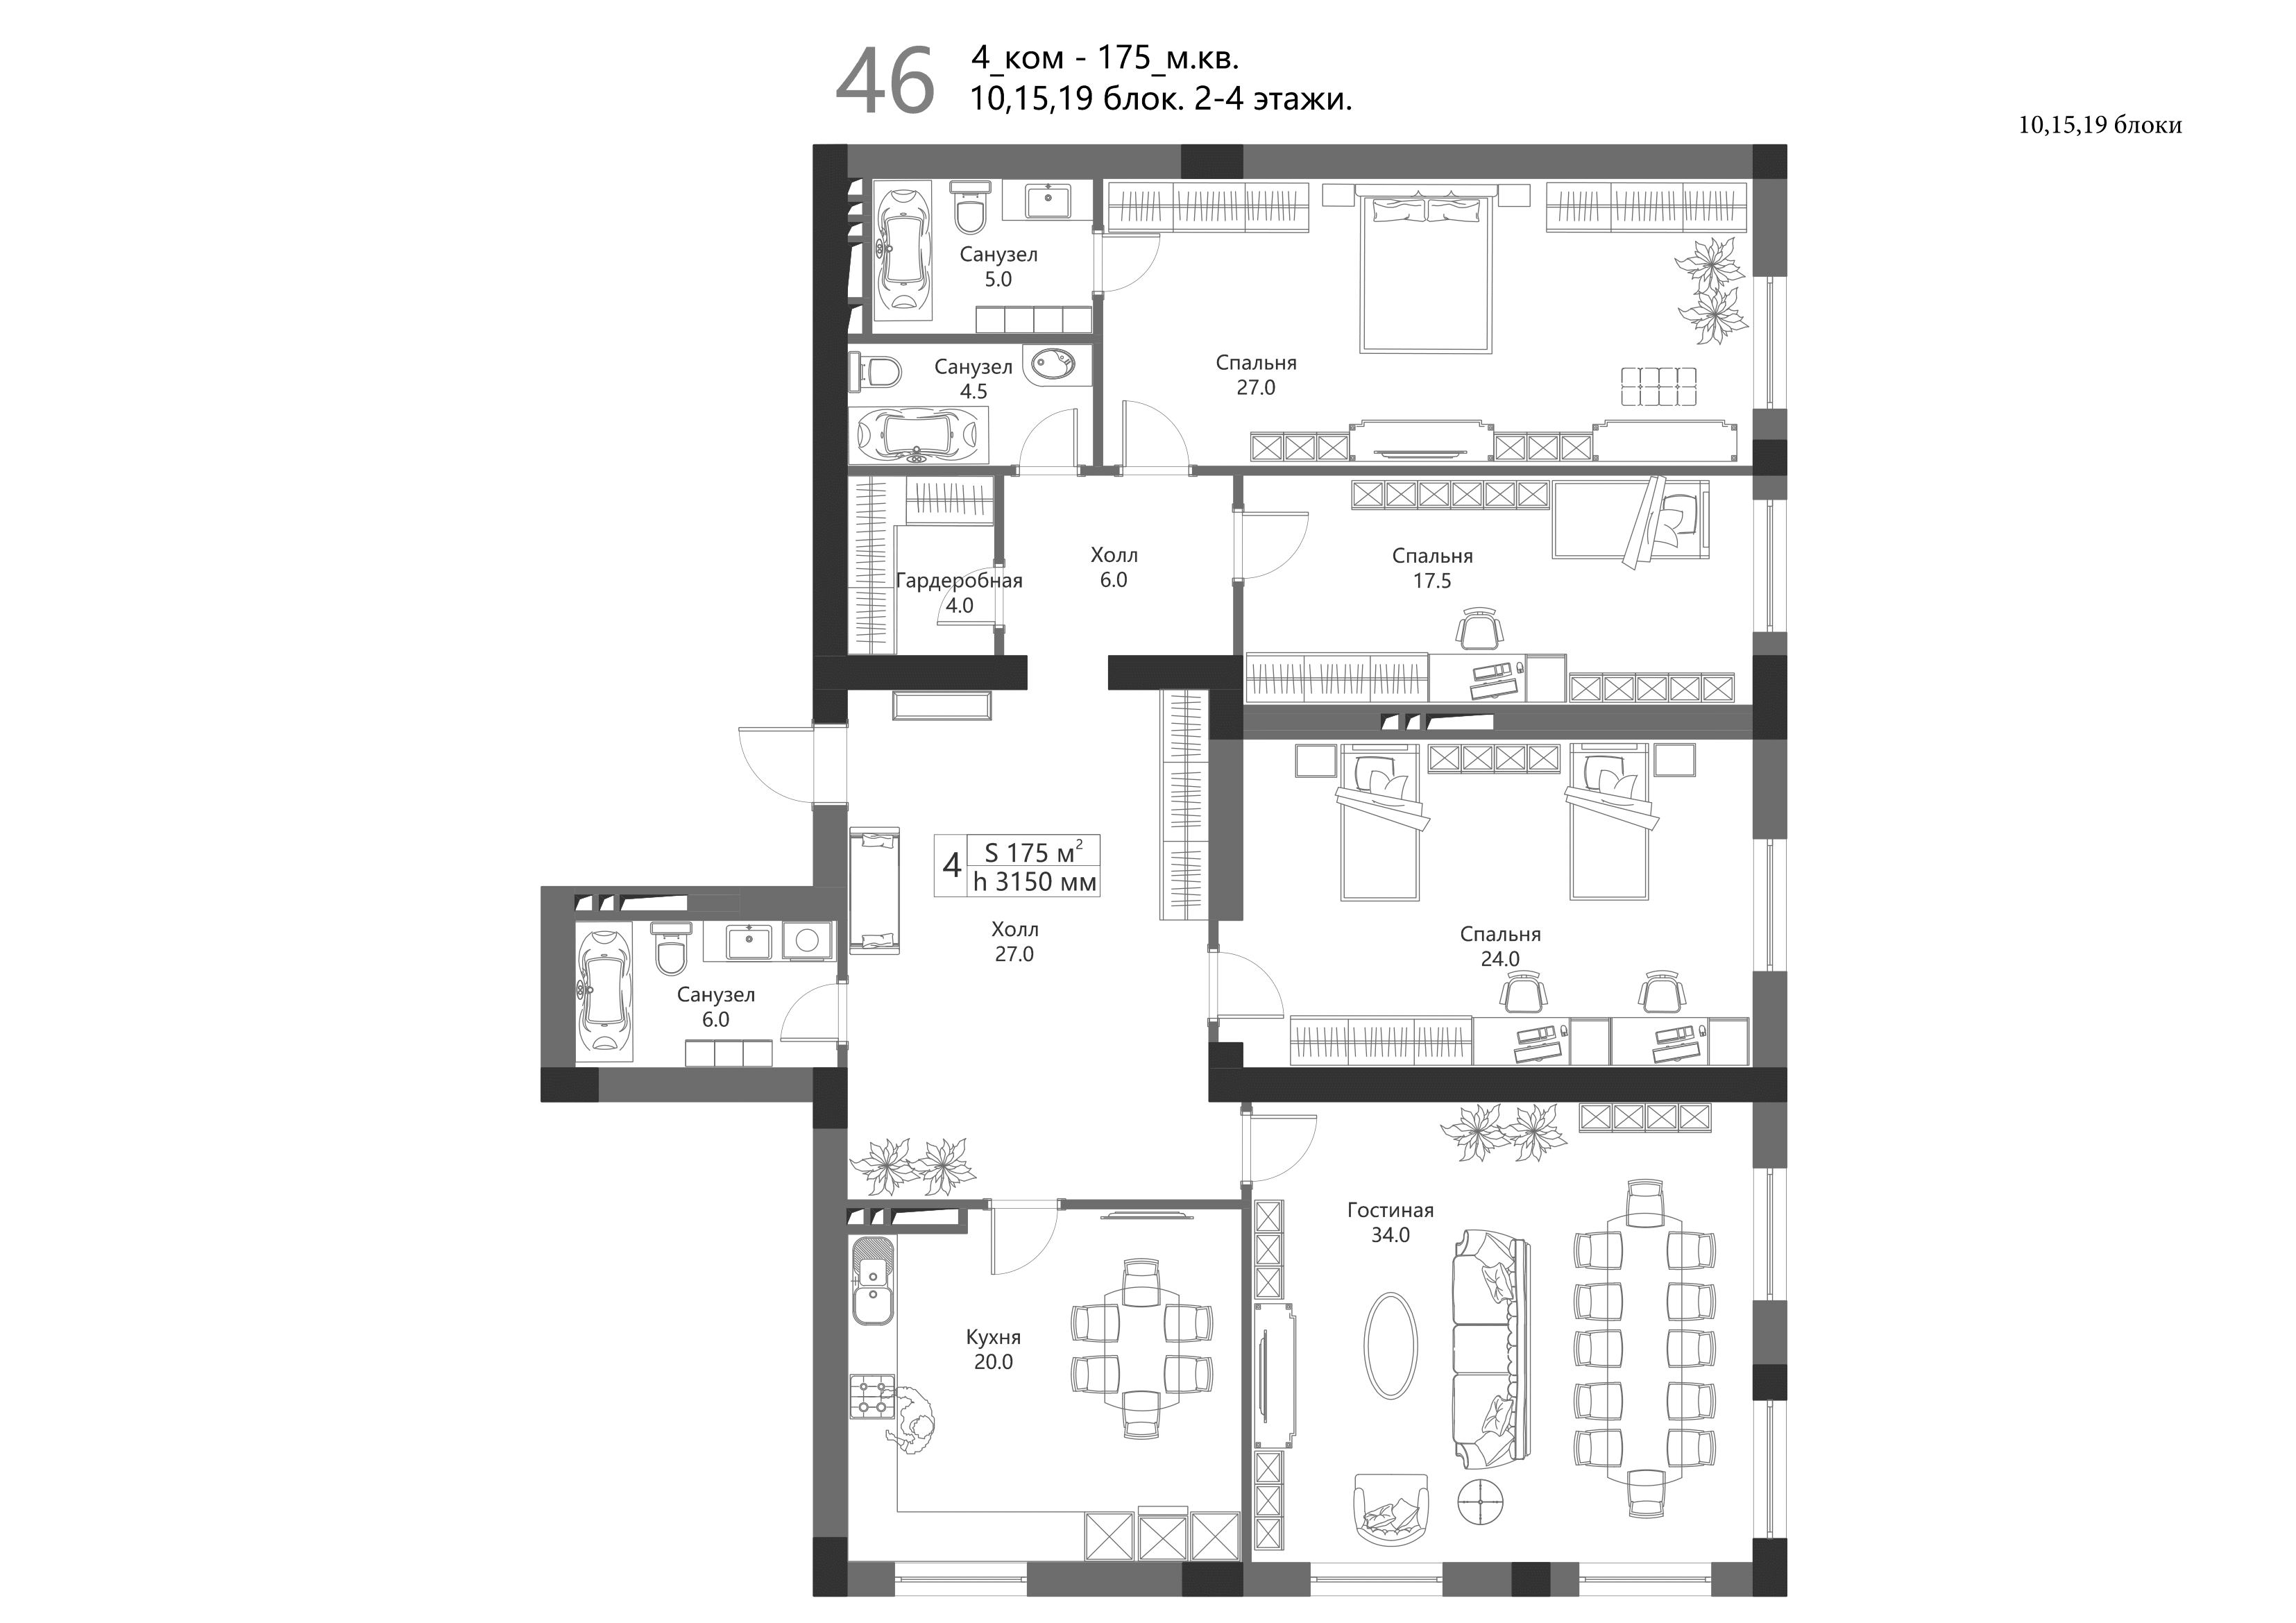 46
4_ком - 175_м.кв.
10,15,19 блок. 2-4 этажи.
10,15,19 блоки
Санузел
5.0
Санузел
4.5
Спальня
27.0
Гардеробная
4.0
Холл
6.0
Спальня
17.5
4
S 175 м²
h 3150 мм
Холл
27.0
Спальня
24.0
Санузел
6.0
Гостиная
34.0
Кухня
20.0